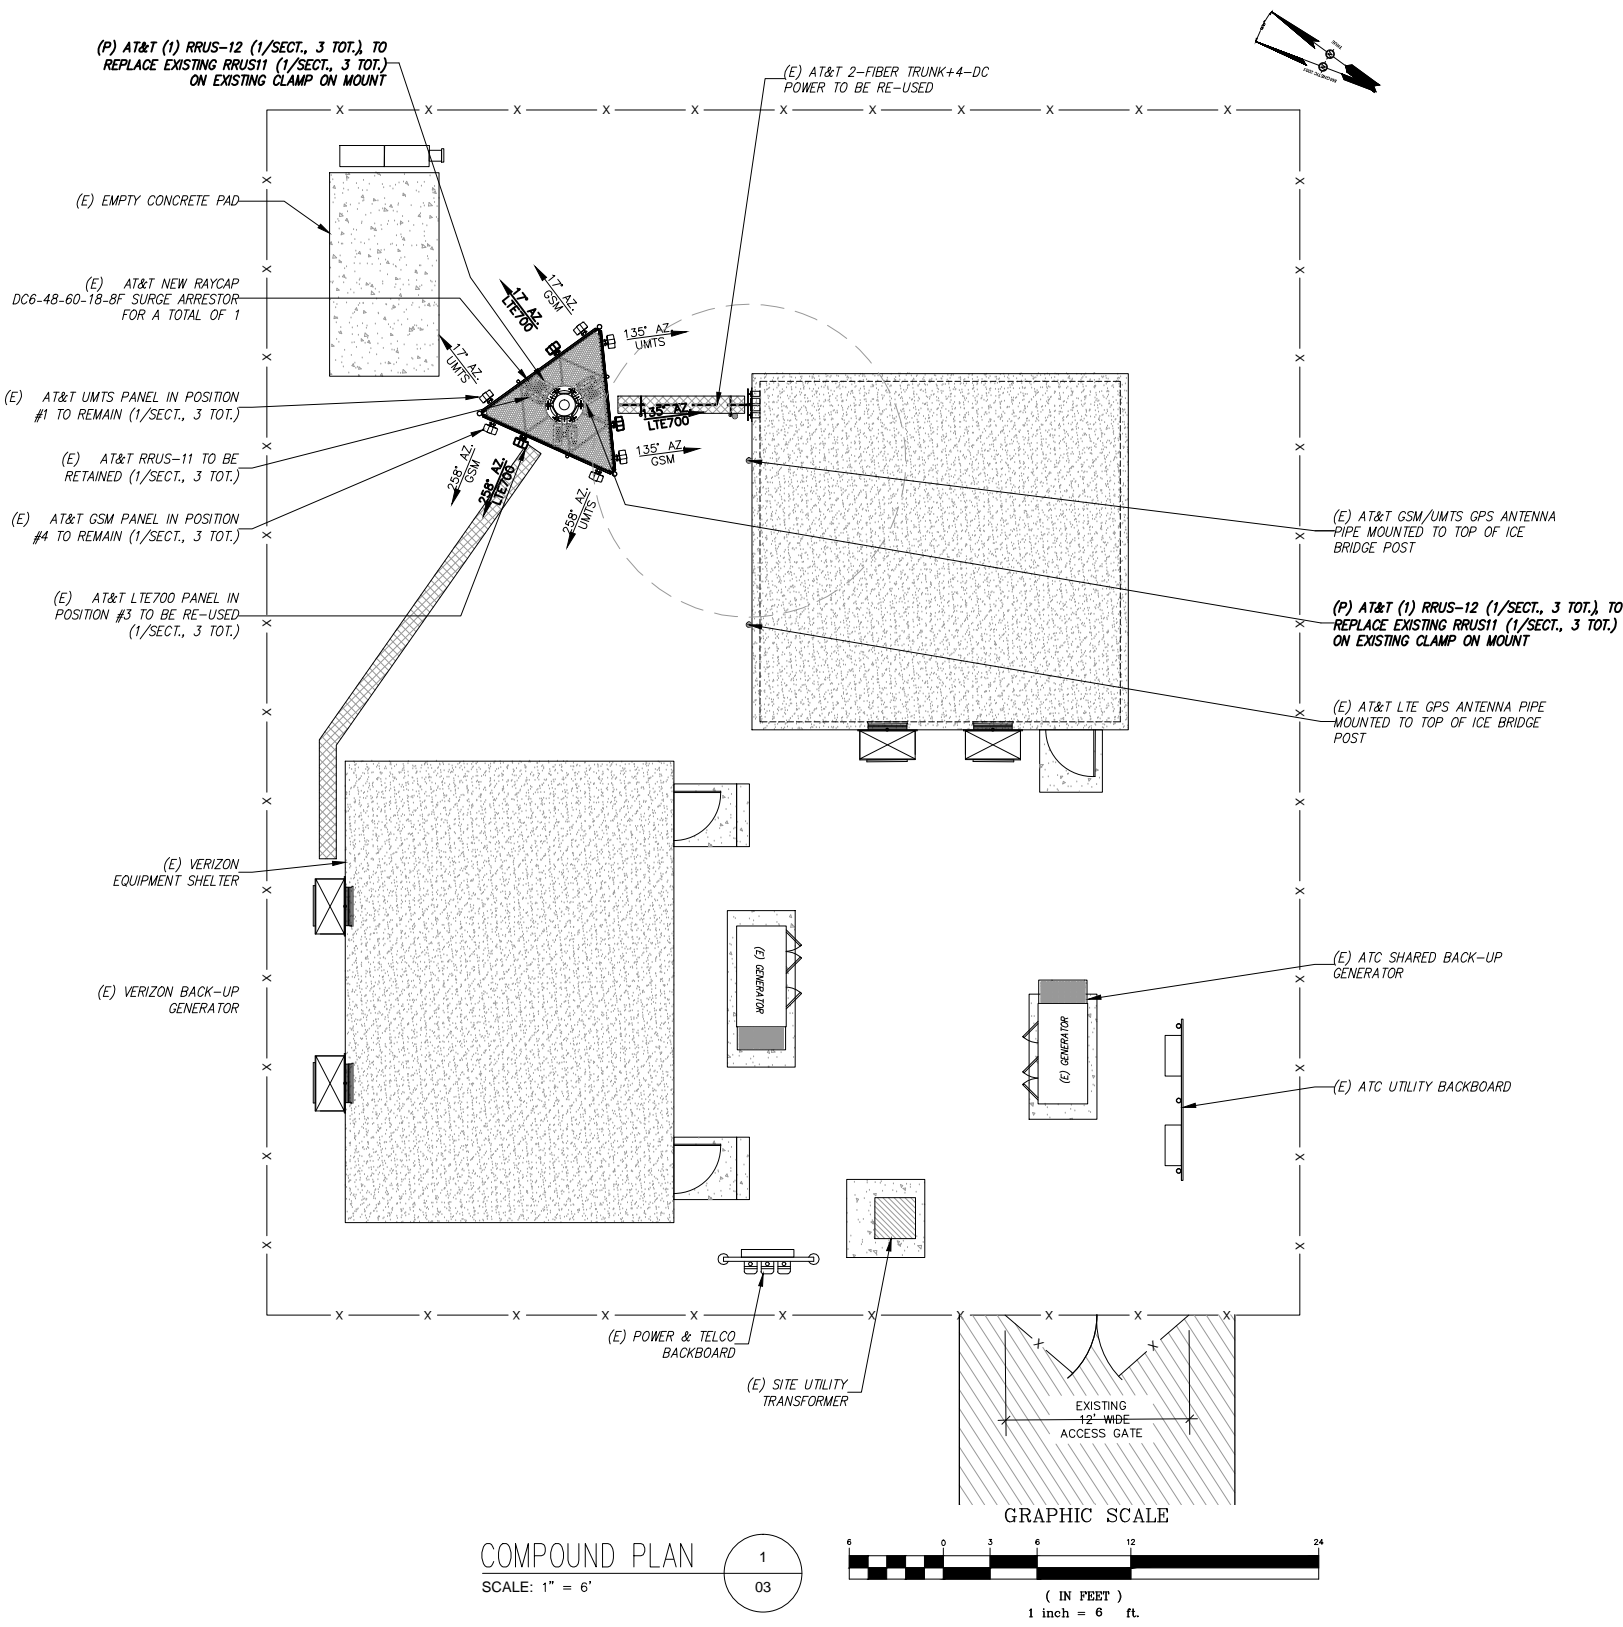 (P) AT&T (1) RRUS-12 (1/SECT., 3 TOT.), TO
REPLACE EXISTING RRUS11 (1/SECT., 3 TOT.)
ON EXISTING CLAMP ON MOUNT
(E) AT&T 2-FIBER TRUNK+4-DC
POWER TO BE RE-USED
(E) EMPTY CONCRETE PAD
(E) AT&T NEW RAYCAP
DC6-48-60-18-8F SURGE ARRESTOR
FOR A TOTAL OF 1
17° AZ.
GSM
17° AZ.
LTE700
135° AZ.
UMTS
17° AZ.
UMTS
(E) AT&T UMTS PANEL IN POSITION
#1 TO REMAIN (1/SECT., 3 TOT.)
135° AZ.
LTE700
135° AZ.
GSM
(E) AT&T RRUS-11 TO BE
RETAINED (1/SECT., 3 TOT.)
258° AZ.
GSM
258° AZ.
LTE700
258° AZ.
UMTS
(E) AT&T GSM PANEL IN POSITION
#4 TO REMAIN (1/SECT., 3 TOT.)
(E) AT&T GSM/UMTS GPS ANTENNA
PIPE MOUNTED TO TOP OF ICE
BRIDGE POST
(E) AT&T LTE700 PANEL IN
POSITION #3 TO BE RE-USED
(1/SECT., 3 TOT.)
(P) AT&T (1) RRUS-12 (1/SECT., 3 TOT.), TO
REPLACE EXISTING RRUS11 (1/SECT., 3 TOT.)
ON EXISTING CLAMP ON MOUNT
(E) AT&T LTE GPS ANTENNA PIPE
MOUNTED TO TOP OF ICE BRIDGE
POST
(E) VERIZON
EQUIPMENT SHELTER
(E) GENERATOR
(E) ATC SHARED BACK-UP
GENERATOR
(E) VERIZON BACK-UP
GENERATOR
(E) GENERATOR
(E) ATC UTILITY BACKBOARD
(E) POWER & TELCO
BACKBOARD
(E) SITE UTILITY
TRANSFORMER
EXISTING
12' WIDE
ACCESS GATE
GRAPHIC SCALE
6 0 3 6 12 24
( IN FEET )
1 inch = 6 ft.
COMPOUND PLAN
SCALE: 1" = 6'
1
03